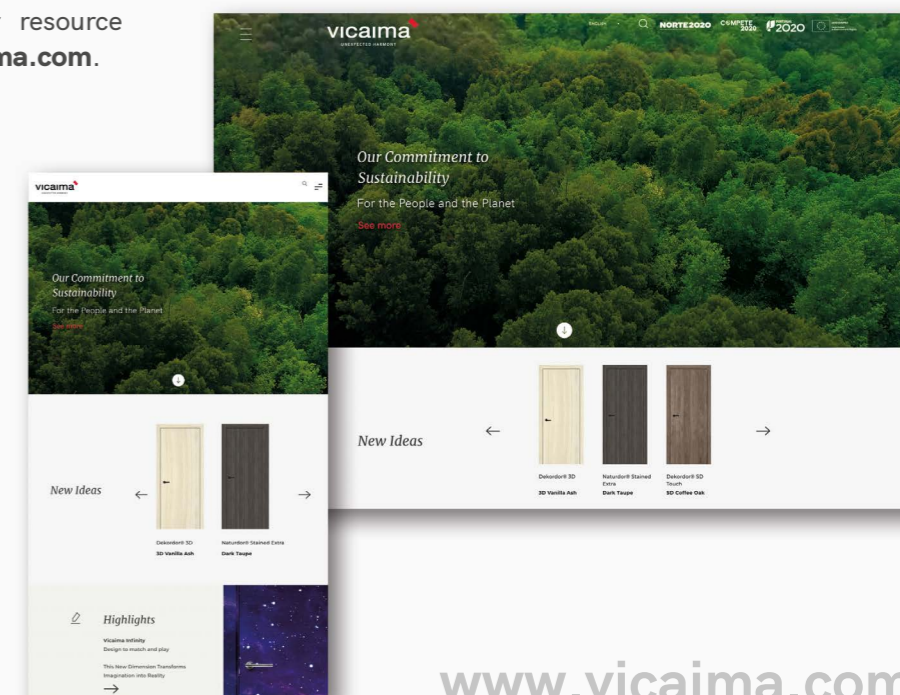 resource
ma.com.
vicaima
UNEXPECTED HARMONY
ENGLISH
NORTE2020
COMPETE
2020
2020
Our Commitment to
Sustainability
For the People and the Planet
See more
New Ideas
Dekordor® 3D
3D Vanilla Ash
Naturdor® Stained
Extra
Dark Taupe
Dekordor® SD
Touch
SD Coffee Oak
vicaima
Our Commitment to
Sustainability
For the People and the Planet
See more
New Ideas
Dekordor® 3D
3D Vanilla Ash
Naturdor® Stained Extra
Dark Taupe
Highlights
Vicaima Infinity
Design to match and play
This New Dimension Transforms
Imagination into Reality
www.vicaima.com